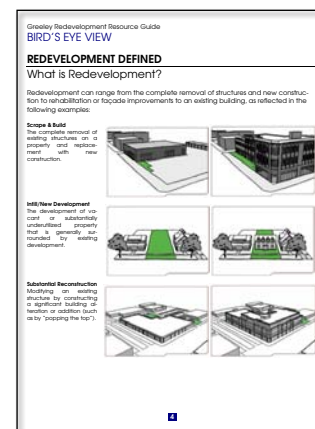 Greeley Redevelopment Resource Guide
BIRD'S EYE VIEW
REDEVELOPMENT DEFINED
What is Redevelopment?
Redevelopment can range from the complete removal of structures and new construc-
tion to rehabilitation or façade improvements to an existing building, as reflected in the
following examples:
Scrape & Build
The complete removal of
existing structures on a
property and replace-
ment with new
construction.
Infill/New Development
The development of va-
cant or substantially
underutilized property
that is generally sur-
rounded by existing
development.
Substantial Reconstruction
Modifying an existing
structure by constructing
a significant building al-
teration or addition (such
as by "popping the top").
4